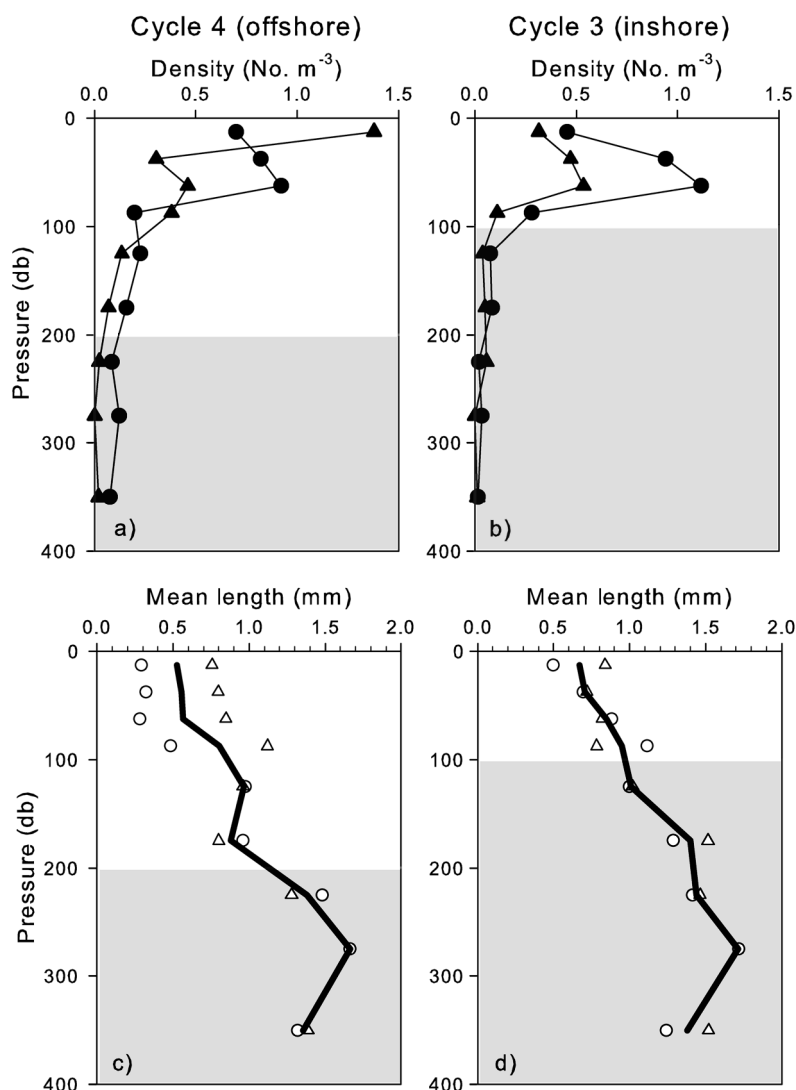 Cycle 4 (offshore)
Cycle 3 (inshore)
Density (No. m-3)
Density (No. m-3)
0.0 0.5 1.0 1.5
0.0 0.5 1.0 1.5
0
100
200
300
400
Pressure (db)
a)
0
100
200
300
400
b)
Mean length (mm)
Mean length (mm)
0.0 0.5 1.0 1.5 2.0
0.0 0.5 1.0 1.5 2.0
0
100
200
300
400
Pressure (db)
c)
0
100
200
300
400
d)